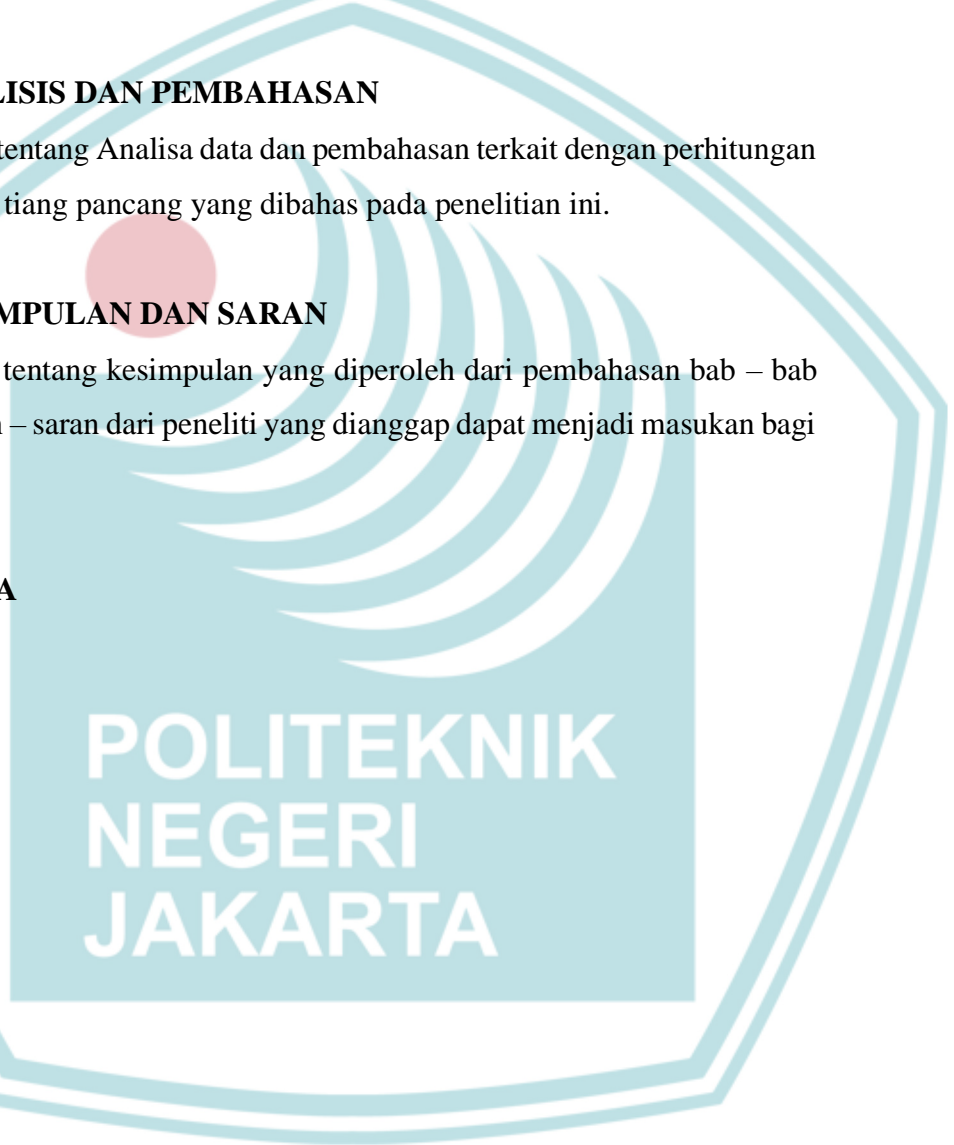 LISIS DAN PEMBAHASAN
tentang Analisa data dan pembahasan terkait dengan perhitungan
tiang pancang yang dibahas pada penelitian ini.
MPULAN DAN SARAN
tentang kesimpulan yang diperoleh dari pembahasan bab – bab
– saran dari peneliti yang dianggap dapat menjadi masukan bagi
A
POLITEKNIK
NEGERI
JAKARTA